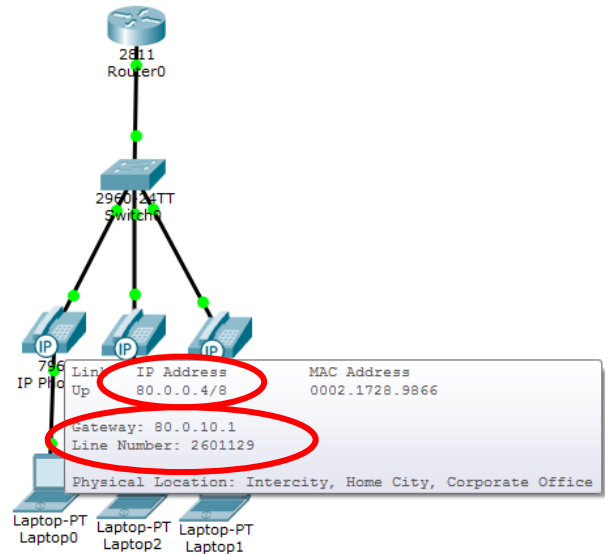 2811
Router0
2960-24TT
Switch0
IP IP IP
796
IP Pho
Link IP Address MAC Address
Up 80.0.0.4/8 0002.1728.9866
Gateway: 80.0.10.1
Line Number: 2601129
Physical Location: Intercity, Home City, Corporate Office
Laptop-PT Laptop-PT Laptop-PT
Laptop0 Laptop2 Laptop1